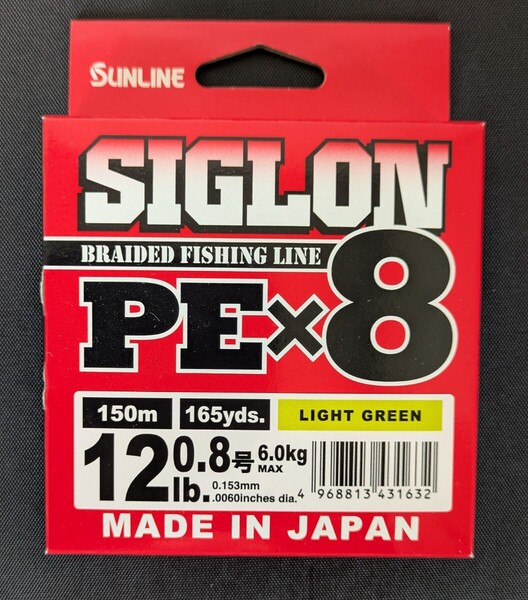 SUNLINE
SIGLON
BRAIDED FISHING LINE
PE×8
150m 165yds. LIGHT GREEN
12lb. 0.8号 6.0kg MAX
0.153mm
.0060inches dia.
4 968813 431632
MADE IN JAPAN